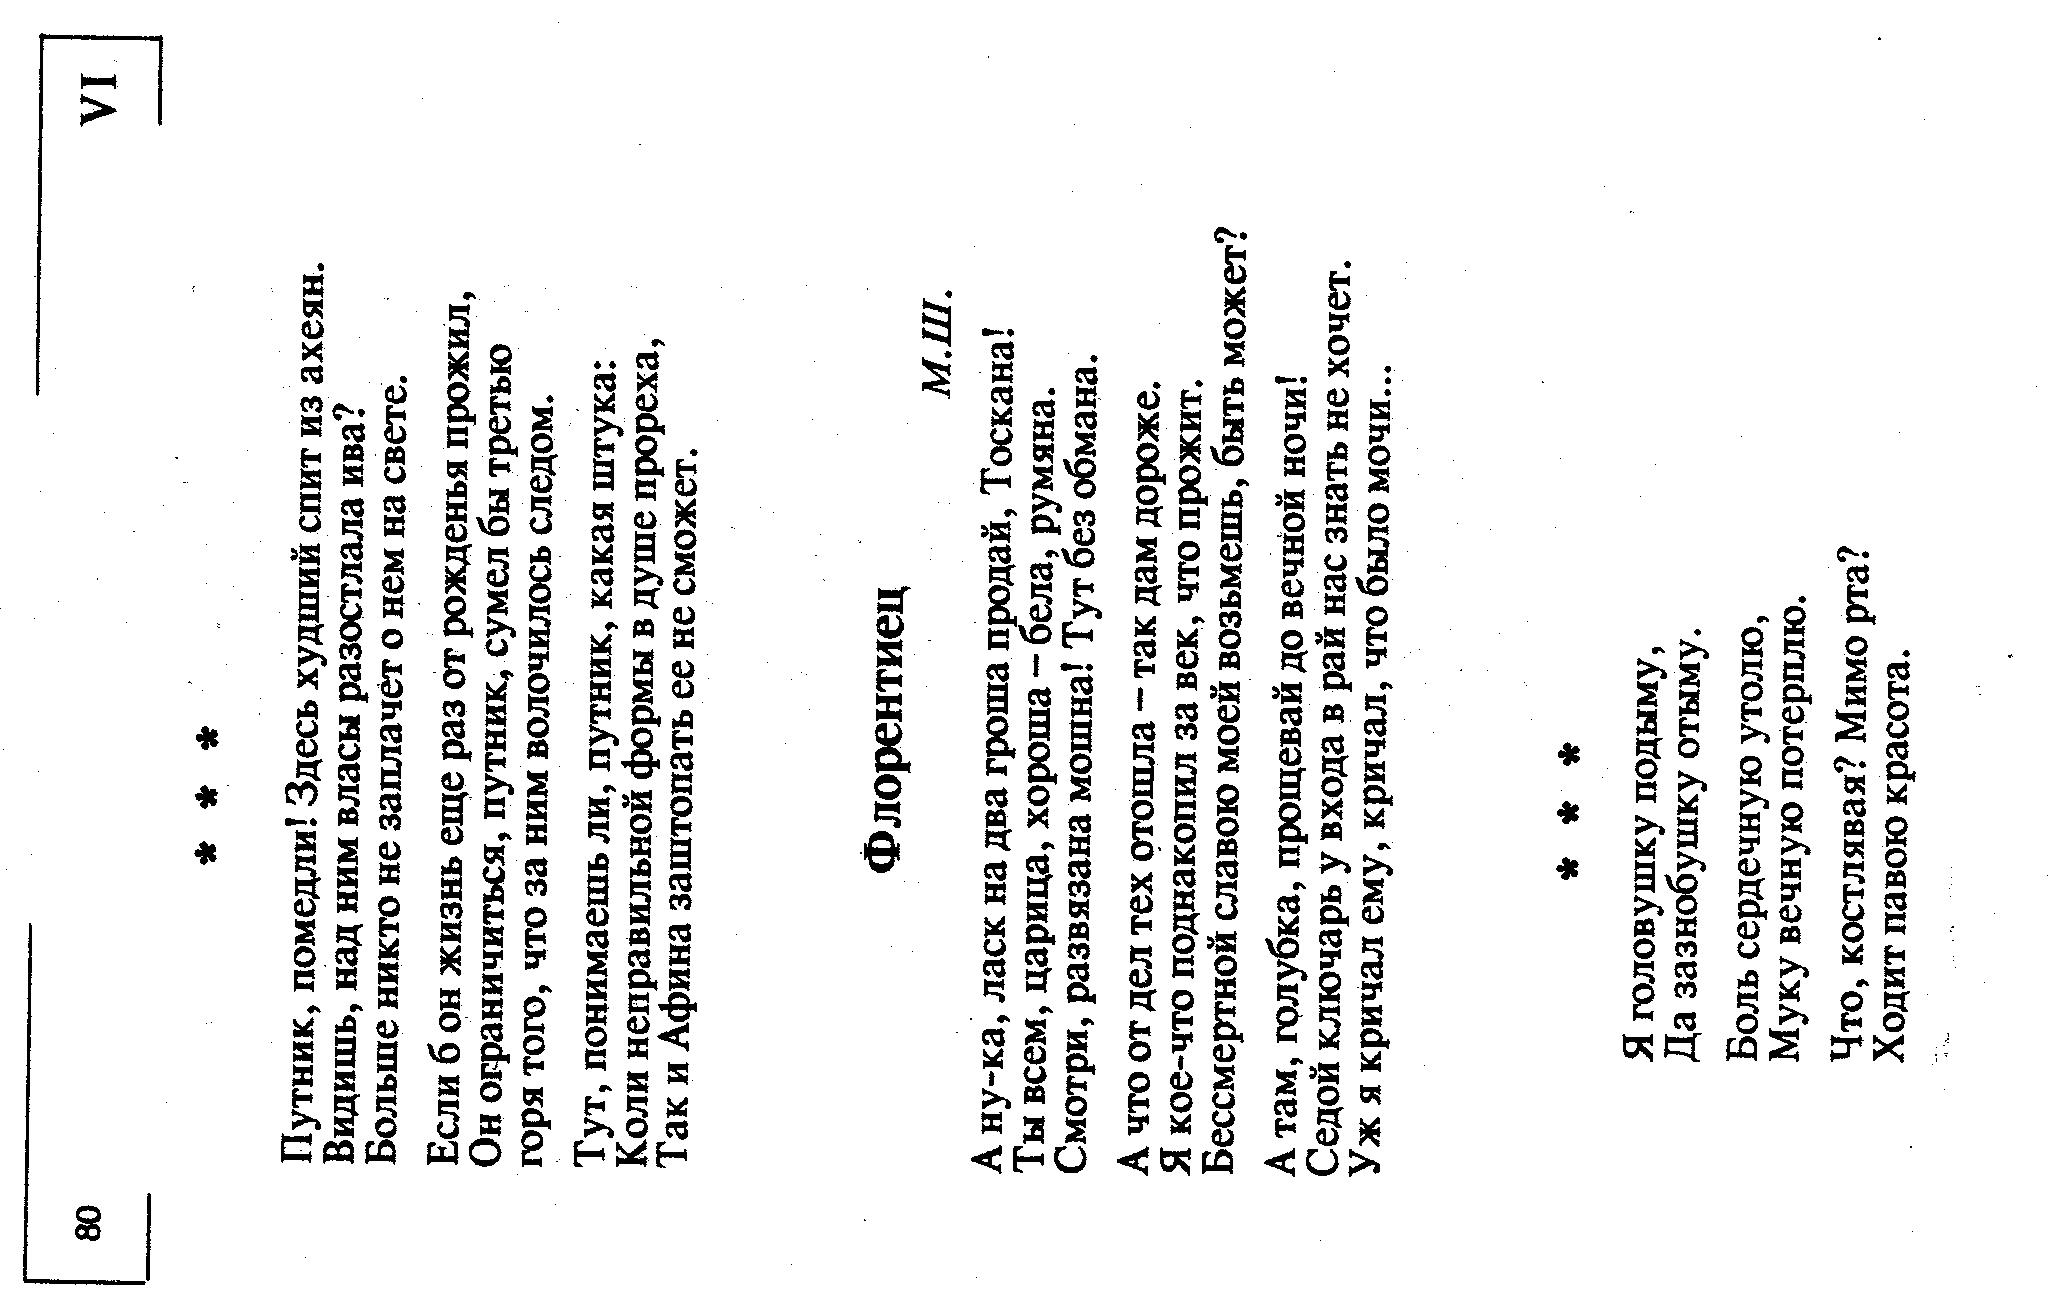 80
VI
* * *
Путник, помедли! Здесь худший спит из ахеян.
Видишь, над ним власы разостлала ива?
Больше никто не заплачет о нем на свете.
Если б он жизнь еще раз от рожденья прожил,
Он ограничиться, путник, сумел бы третью
горя того, что за ним волочилось следом.
Тут, понимаешь ли, путник, какая штука:
Коли неправильной формы в душе прореха,
Так и Афина заштопать ее не сможет.
Флорентиец
М.Ш.
А ну-ка, ласк на два гроша продай, Тоскана!
Ты всем, царица, хороша – бела, румяна.
Смотри, развязана мошна! Тут без обмана.
А что от дел тех отошла – так дам дороже.
Я кое-что поднакопил за век, что прожит.
Бессмертной славою моей возьмешь, быть может?
А там, голубка, прощевай до вечной ночи!
Седой ключарь у входа в рай нас знать не хочет.
Уж я кричал ему, кричал, что было мочи...
* * *
Я головушку подыму,
Да зазнобушку отыму.
Боль сердечную утолю,
Муку вечную потерплю.
Что, костлявая? Мимо рта?
Ходит павою красота.